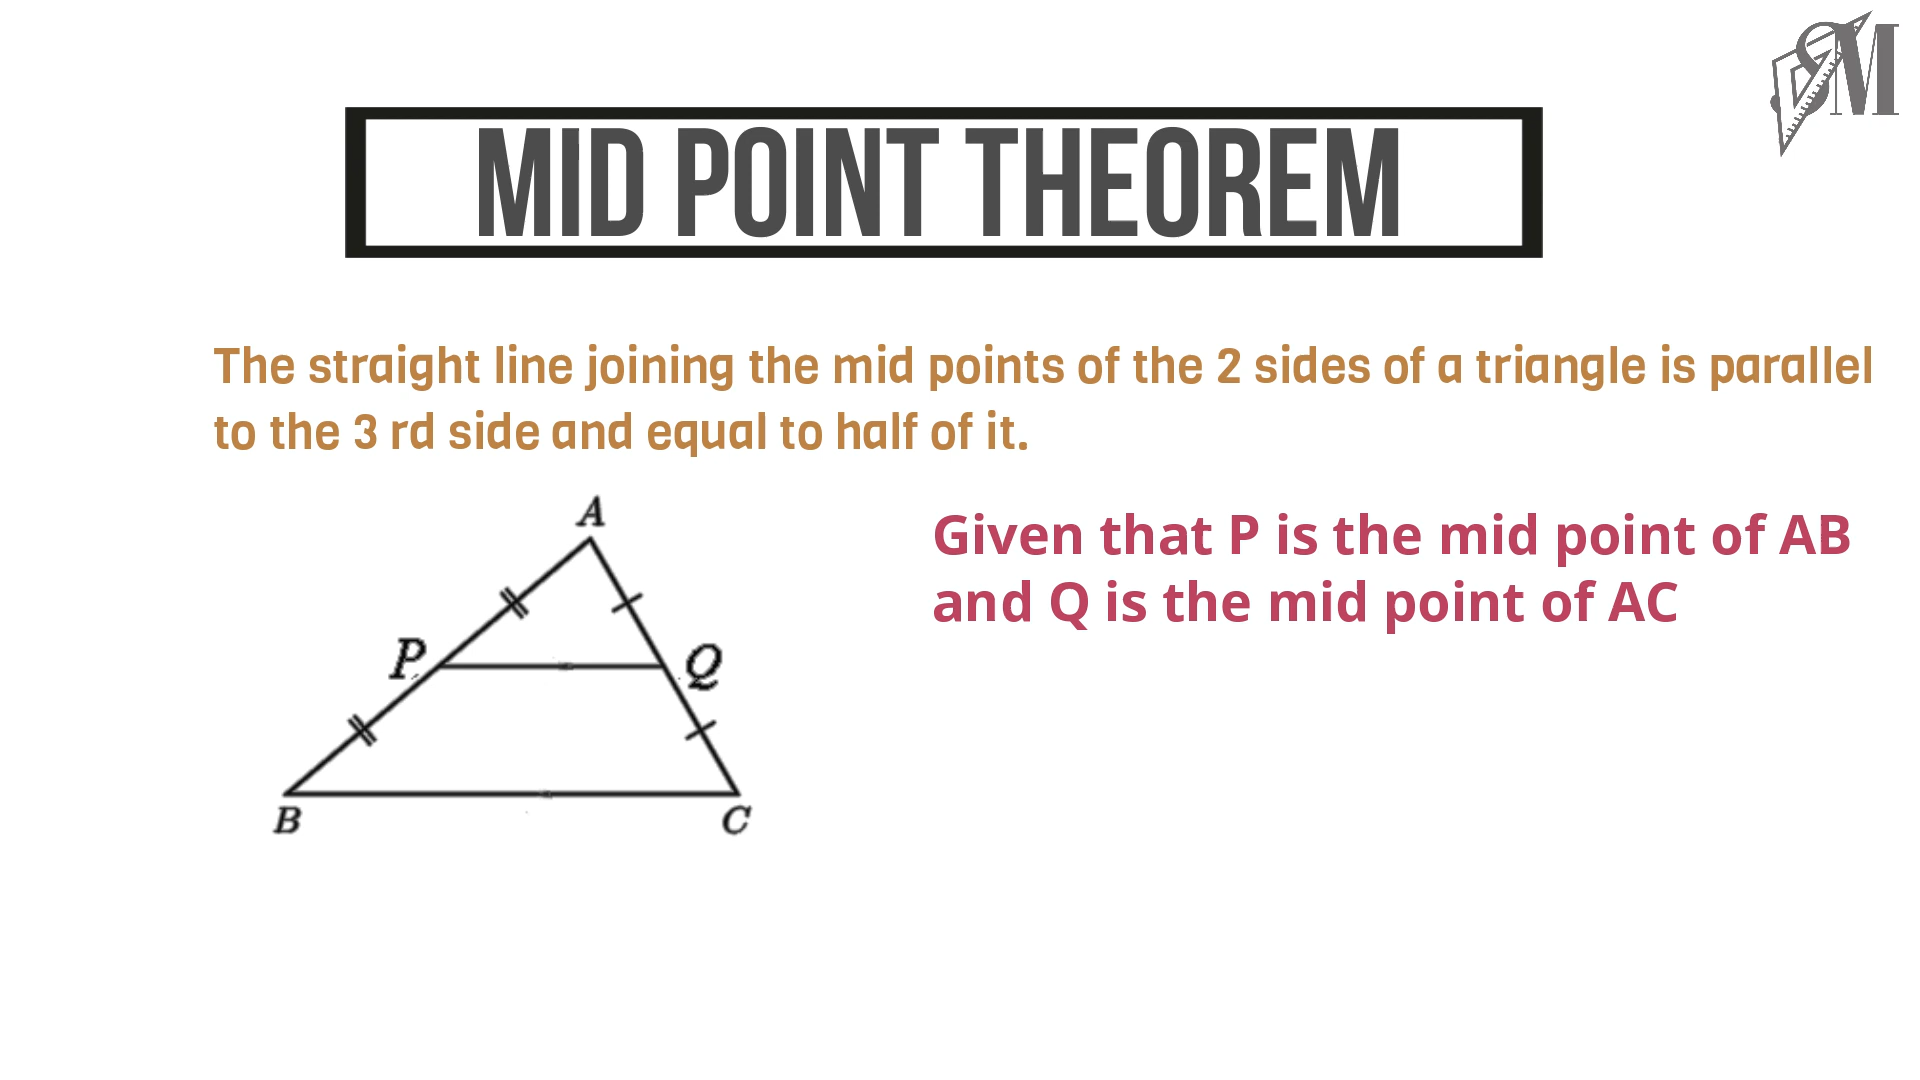 SM
MID POINT THEOREM
The straight line joining the mid points of the 2 sides of a triangle is parallel
to the 3 rd side and equal to half of it.
A
Given that P is the mid point of AB
and Q is the mid point of AC
P
Q
B
C